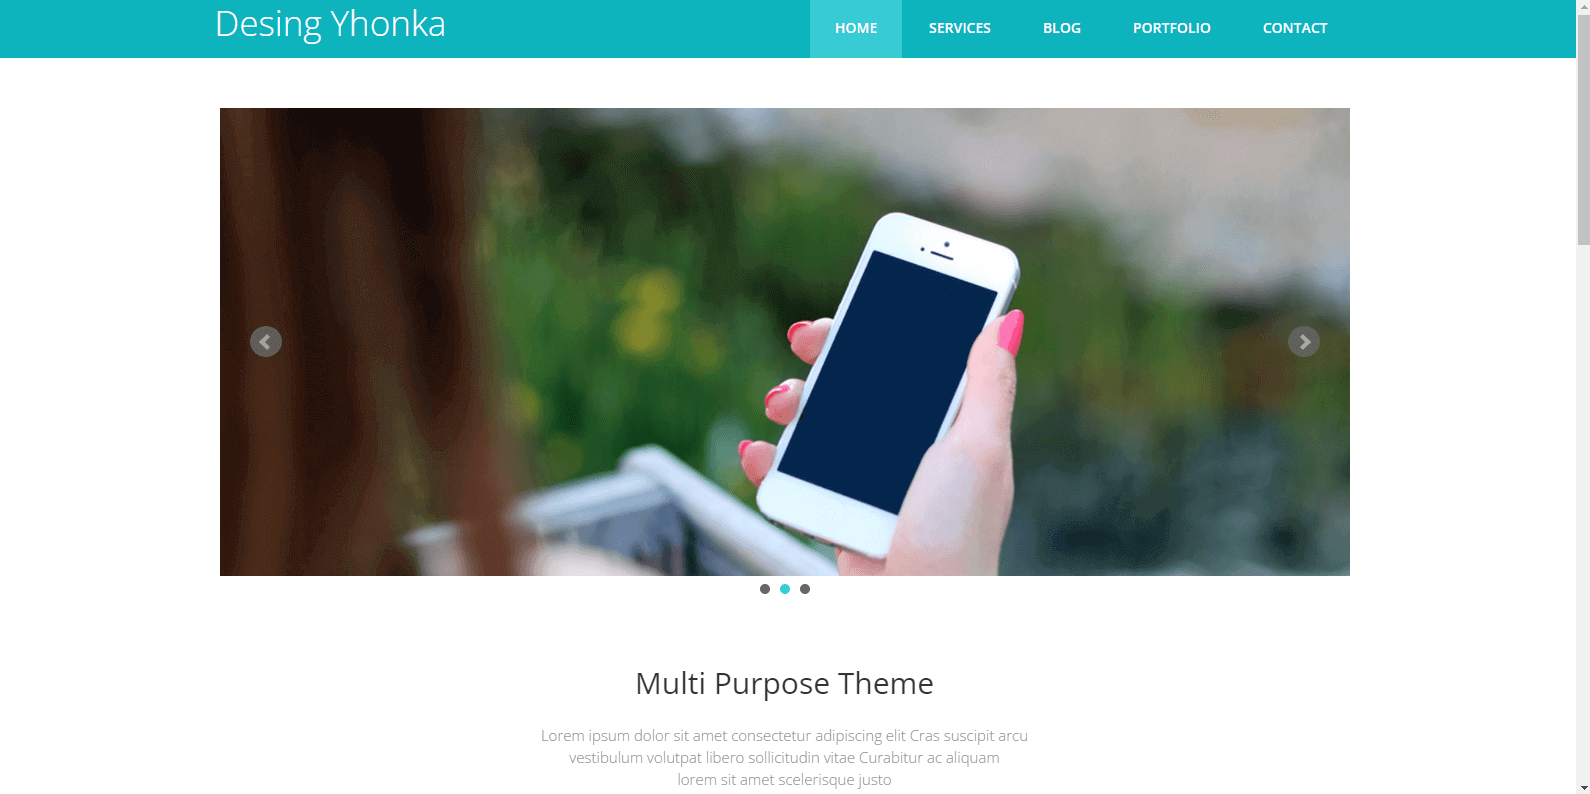 Desing Yhonka
HOME SERVICES BLOG PORTFOLIO CONTACT
Multi Purpose Theme
Lorem ipsum dolor sit amet consectetur adipiscing elit Cras suscipit arcu
vestibulum volutpat libero sollicitudin vitae Curabitur ac aliquam
lorem sit amet scelerisque justo